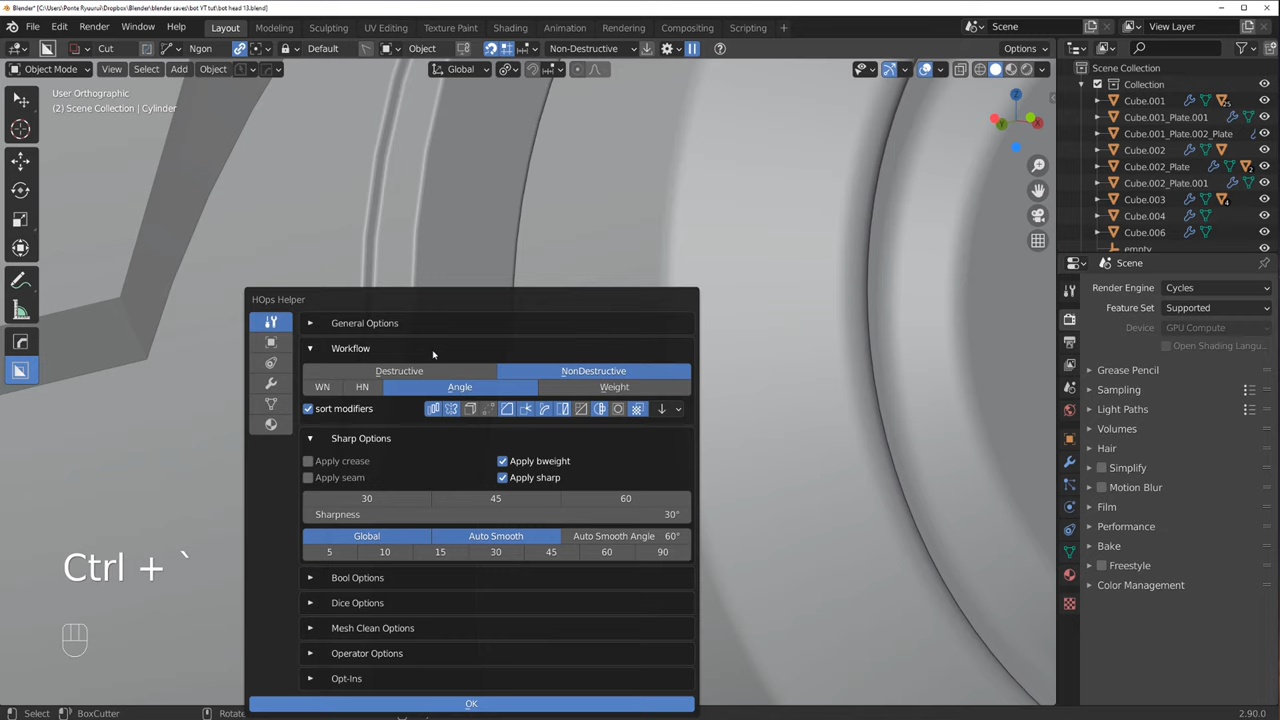 Blender* [C:\Users\Ponte Ryuurui\Dropbox\Blender\blender saves\bot YT tut\bot head 13.blend]
File Edit Render Window Help Layout Modeling Sculpting UV Editing Texture Paint Shading Animation Rendering Compositing Scripting Scene View Layer
Cut Ngon Default Object Non-Destructive Options
Object Mode View Select Add Object Global
User Orthographic
(2) Scene Collection | Cylinder
Z
X
Y
Scene Collection
Collection
Cube.001 25
Cube.001_Plate.001
Cube.001_Plate.002_Plate
Cube.002
Cube.002_Plate 2
Cube.002_Plate.001
Cube.003 4
Cube.004
Cube.006
empty
Scene
Render Engine Cycles
Feature Set Supported
Device GPU Compute
Open Shading Langu...
Grease Pencil
Sampling
Light Paths
Volumes
Hair
Simplify
Motion Blur
Film
Performance
Bake
Freestyle
Color Management
HOps Helper
General Options
Workflow
Destructive NonDestructive
WN HN Angle Weight
sort modifiers
Sharp Options
Apply crease Apply bweight
Apply seam Apply sharp
30 45 60
Sharpness 30°
Global Auto Smooth Auto Smooth Angle 60°
5 10 15 30 45 60 90
Bool Options
Dice Options
Mesh Clean Options
Operator Options
Opt-Ins
OK
Ctrl + `
Select BoxCutter Rotate 2.90.0